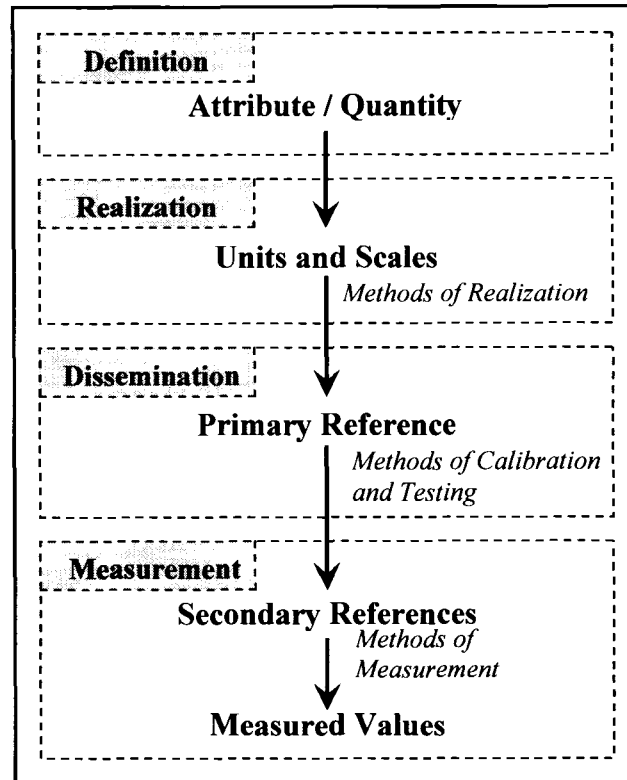 Definition
Attribute / Quantity
Realization
Units and Scales
Methods of Realization
Dissemination
Primary Reference
Methods of Calibration
and Testing
Measurement
Secondary References
Methods of
Measurement
Measured Values